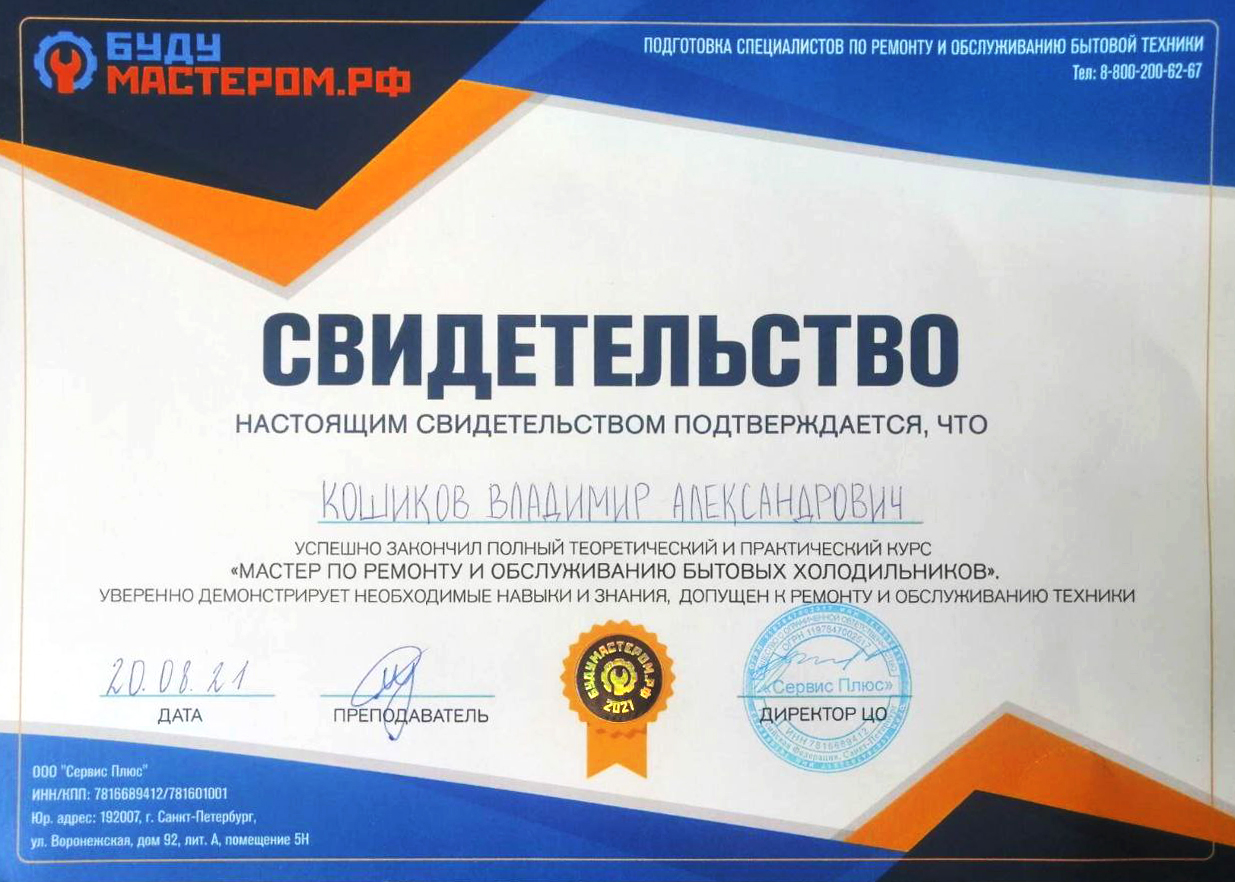 БУДУ
МАСТЕРОМ.РФ
ПОДГОТОВКА СПЕЦИАЛИСТОВ ПО РЕМОНТУ И ОБСЛУЖИВАНИЮ БЫТОВОЙ ТЕХНИКИ
Тел: 8-800-200-62-67
СВИДЕТЕЛЬСТВО
НАСТОЯЩИМ СВИДЕТЕЛЬСТВОМ ПОДТВЕРЖДАЕТСЯ, ЧТО
КОШИКОВ ВЛАДИМИР АЛЕКСАНДРОВИЧ
УСПЕШНО ЗАКОНЧИЛ ПОЛНЫЙ ТЕОРЕТИЧЕСКИЙ И ПРАКТИЧЕСКИЙ КУРС
«МАСТЕР ПО РЕМОНТУ И ОБСЛУЖИВАНИЮ БЫТОВЫХ ХОЛОДИЛЬНИКОВ».
УВЕРЕННО ДЕМОНСТРИРУЕТ НЕОБХОДИМЫЕ НАВЫКИ И ЗНАНИЯ, ДОПУЩЕН К РЕМОНТУ И ОБСЛУЖИВАНИЮ ТЕХНИКИ
20.08.21
ДАТА
ПРЕПОДАВАТЕЛЬ
БУДУМАСТЕРОМ.РФ
2021
«Сервис Плюс»
ИНН 7816689412
ДИРЕКТОР ЦО
ООО "Сервис Плюс"
ИНН/КПП: 7816689412/781601001
Юр. адрес: 192007, г. Санкт-Петербург,
ул. Воронежская, дом 92, лит. А, помещение 5Н